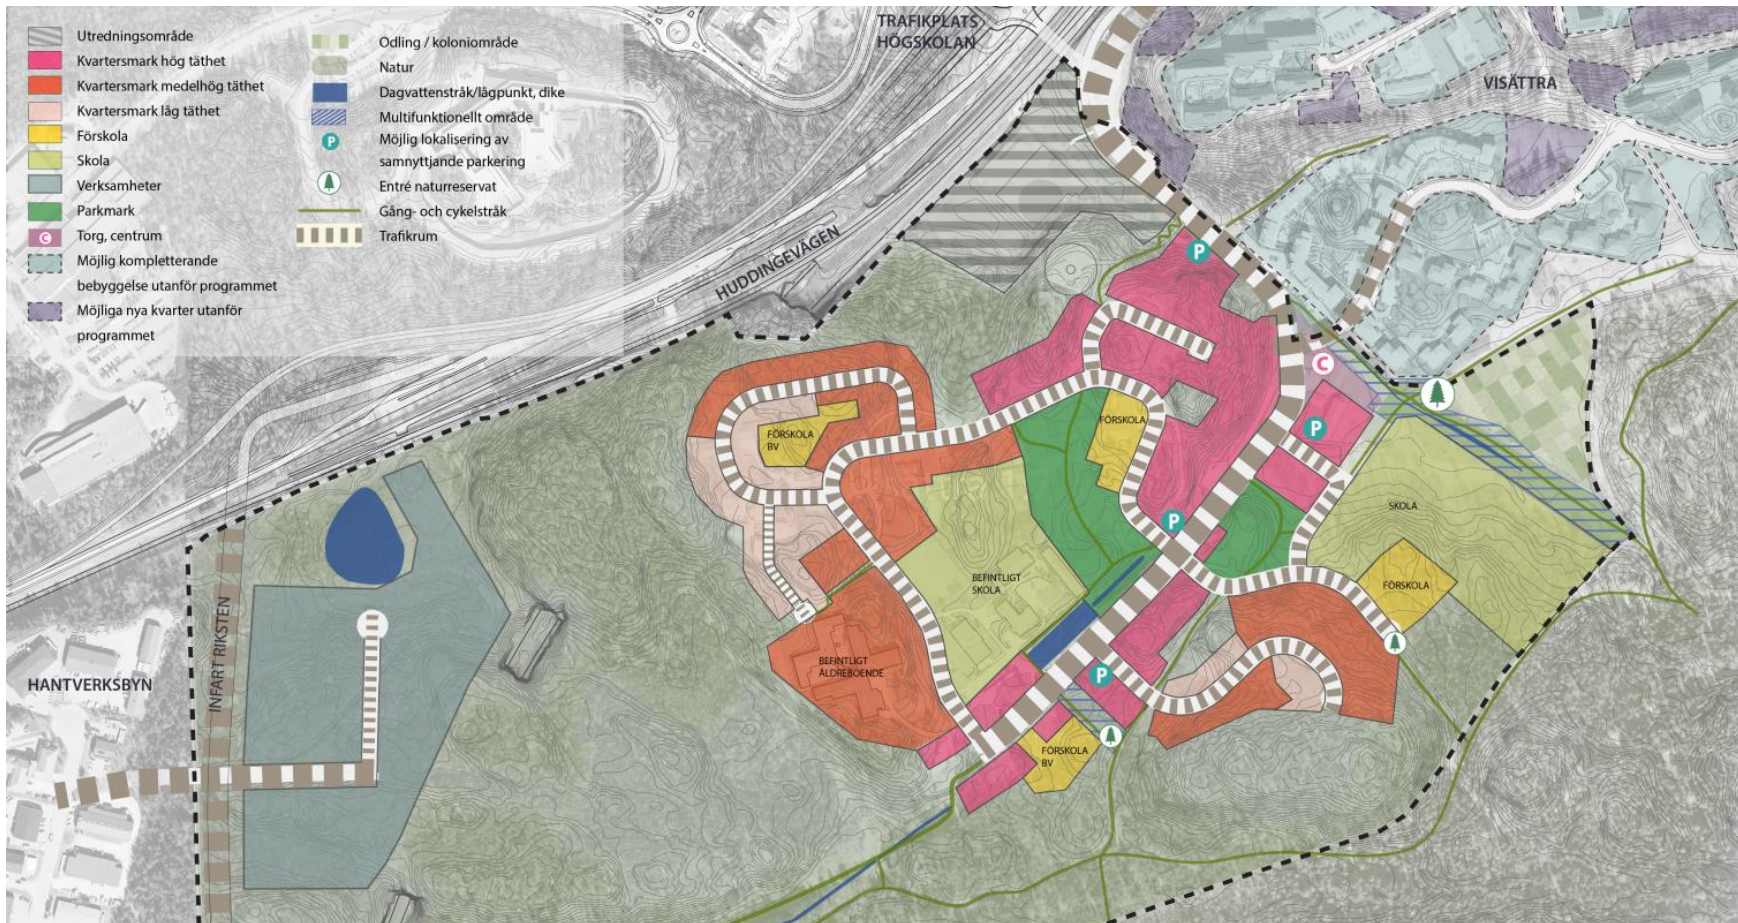 Utredningsområde
Kvartersmark hög täthet
Kvartersmark medelhög täthet
Kvartersmark låg täthet
Förskola
Skola
Verksamheter
Parkmark
C Torg, centrum
Möjlig kompletterande
bebyggelse utanför programmet
Möjliga nya kvarter utanför
programmet
Odling / koloniområde
Natur
Dagvattenstråk/lågpunkt, dike
Multifunktionellt område
P Möjlig lokalisering av
samnyttjande parkering
Entré naturreservat
Gång- och cykelstråk
Trafikrum
TRAFIKPLATS
HÖGSKOLAN
VISÄTTRA
HUDDINGEVÄGEN
P
C
P
FÖRSKOLA
FÖRSKOLA
BV
SKOLA
P
BEFINTLIGT
SKOLA
FÖRSKOLA
INFART RIKSTEN
HANTVERKSBYN
BEFINTLIGT
ÄLDREBOENDE
P
FÖRSKOLA
BV